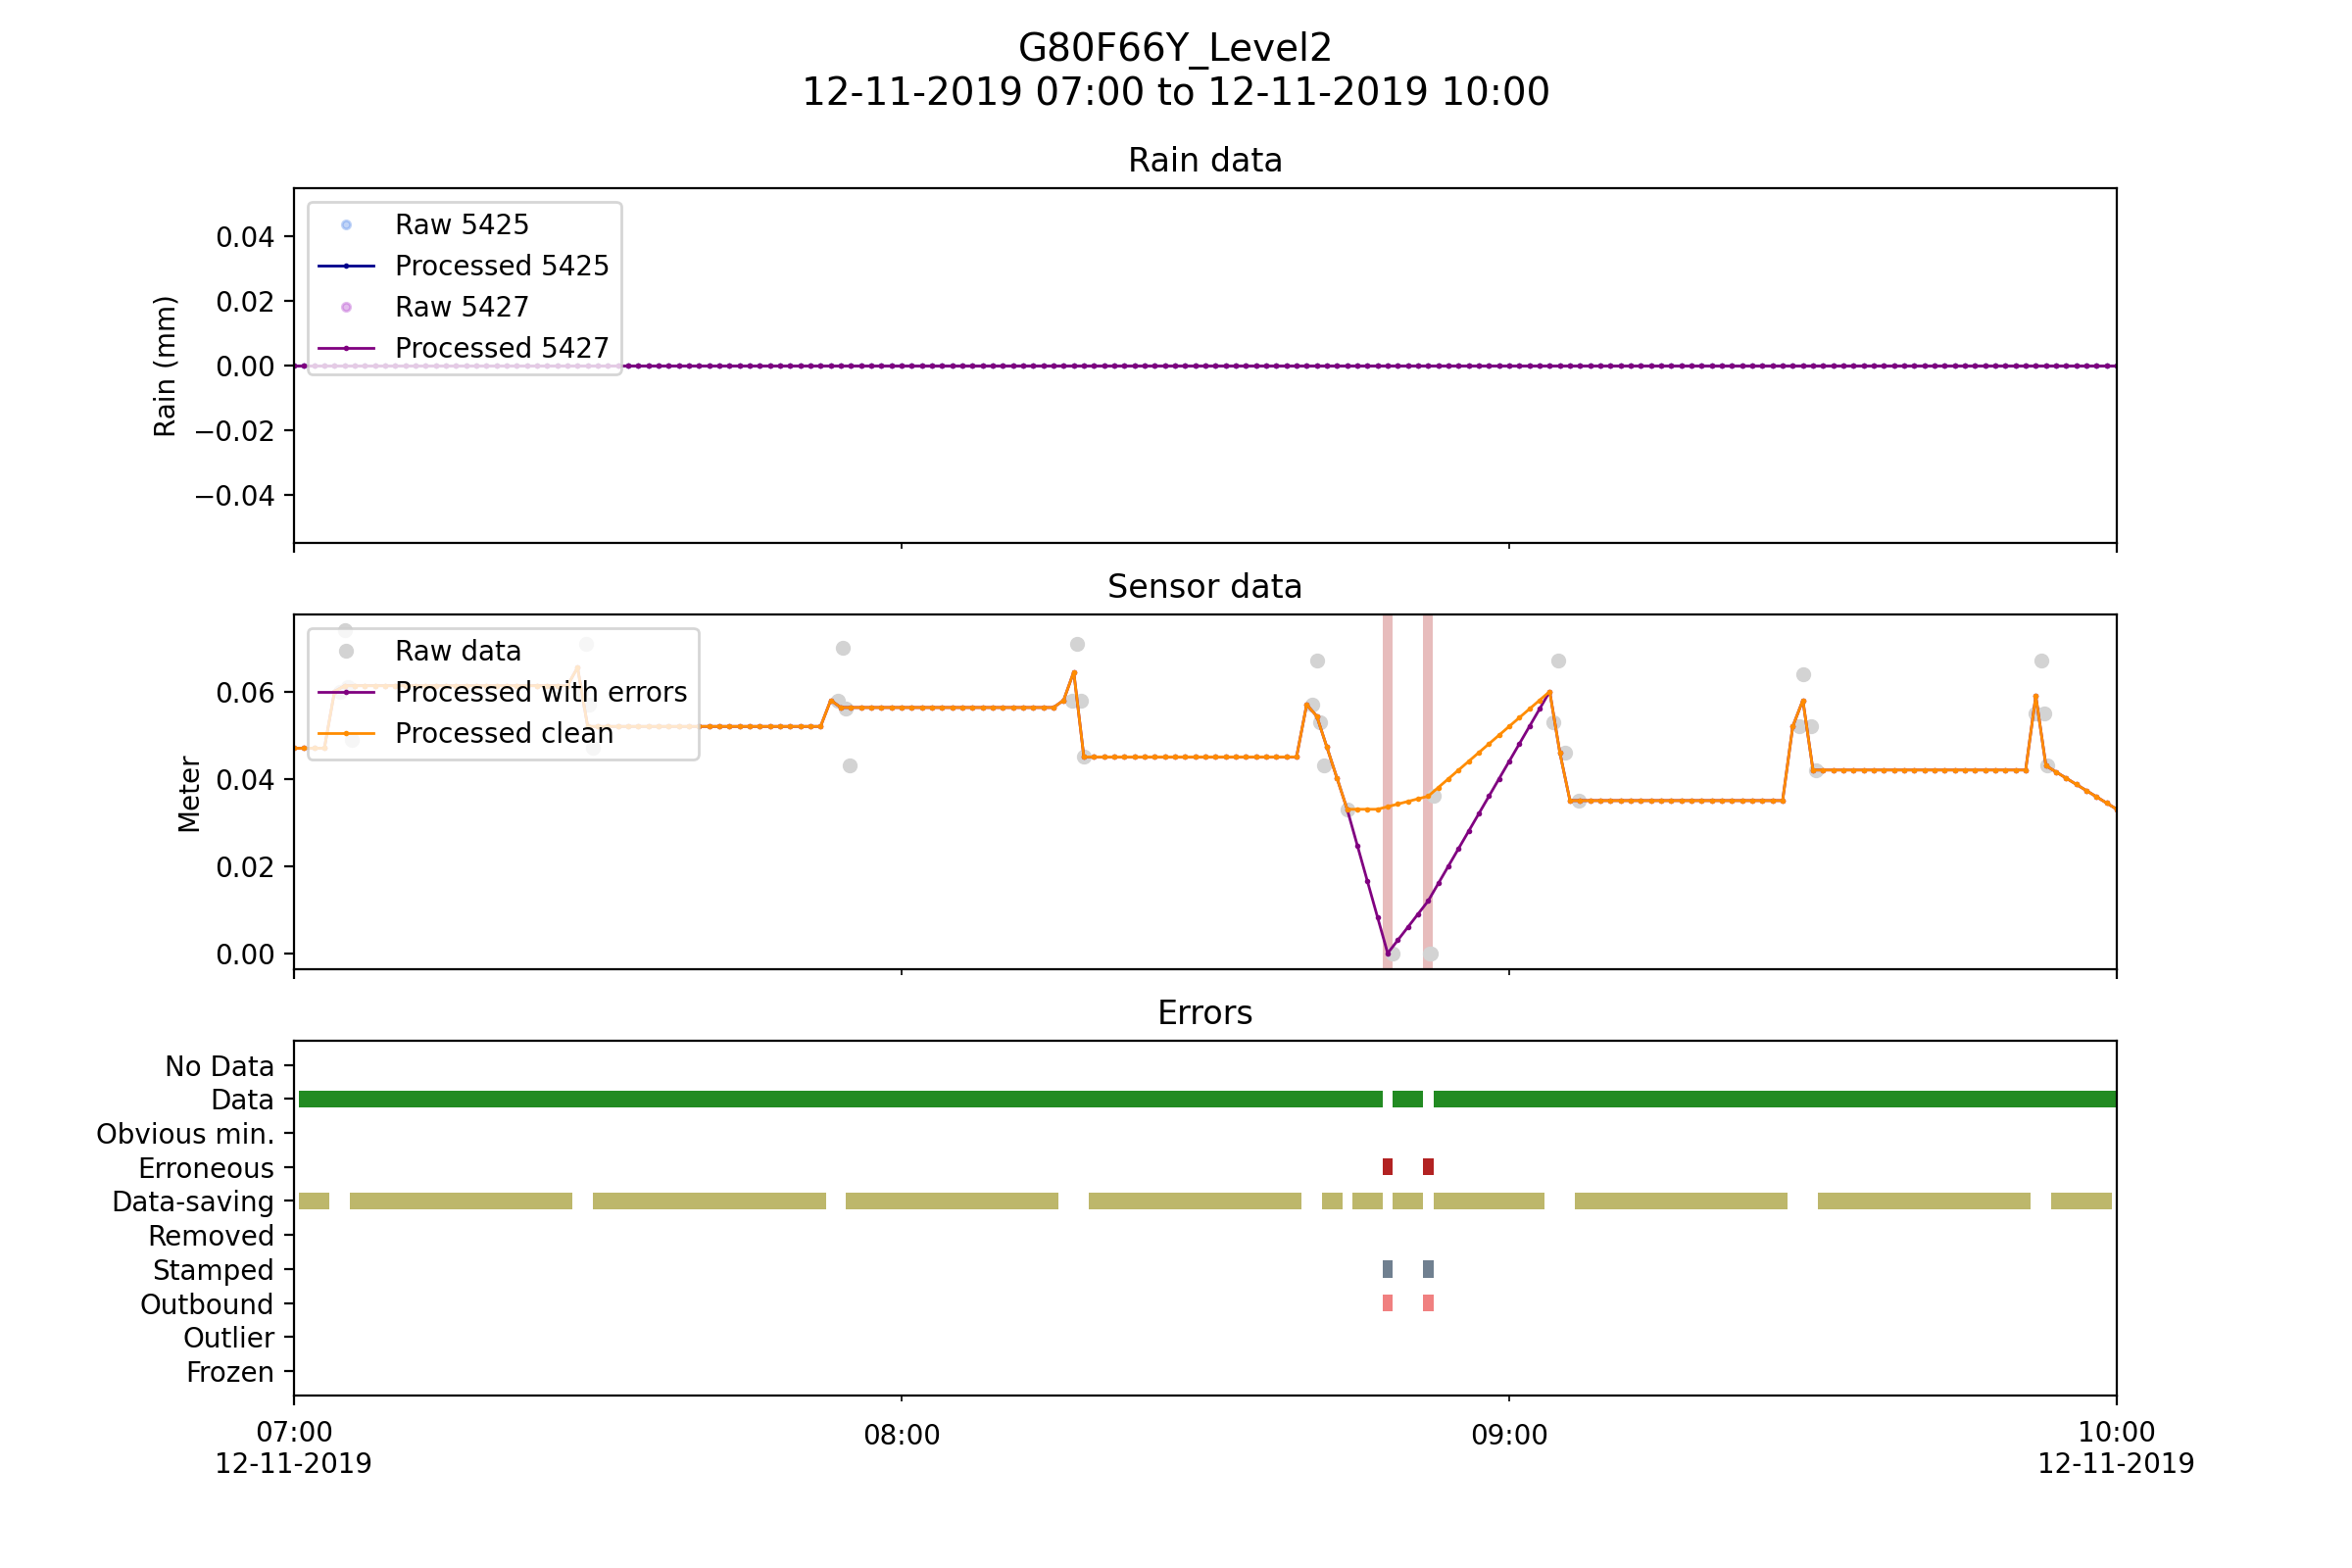 G80F66Y_Level2
12-11-2019 07:00 to 12-11-2019 10:00
Rain data
Raw 5425
Processed 5425
Raw 5427
Processed 5427
0.04
0.02
0.00
−0.02
−0.04
Rain (mm)
Sensor data
Raw data
Processed with errors
Processed clean
0.06
0.04
0.02
0.00
Meter
Errors
No Data
Data
Obvious min.
Erroneous
Data-saving
Removed
Stamped
Outbound
Outlier
Frozen
07:00
12-11-2019
08:00
09:00
10:00
12-11-2019